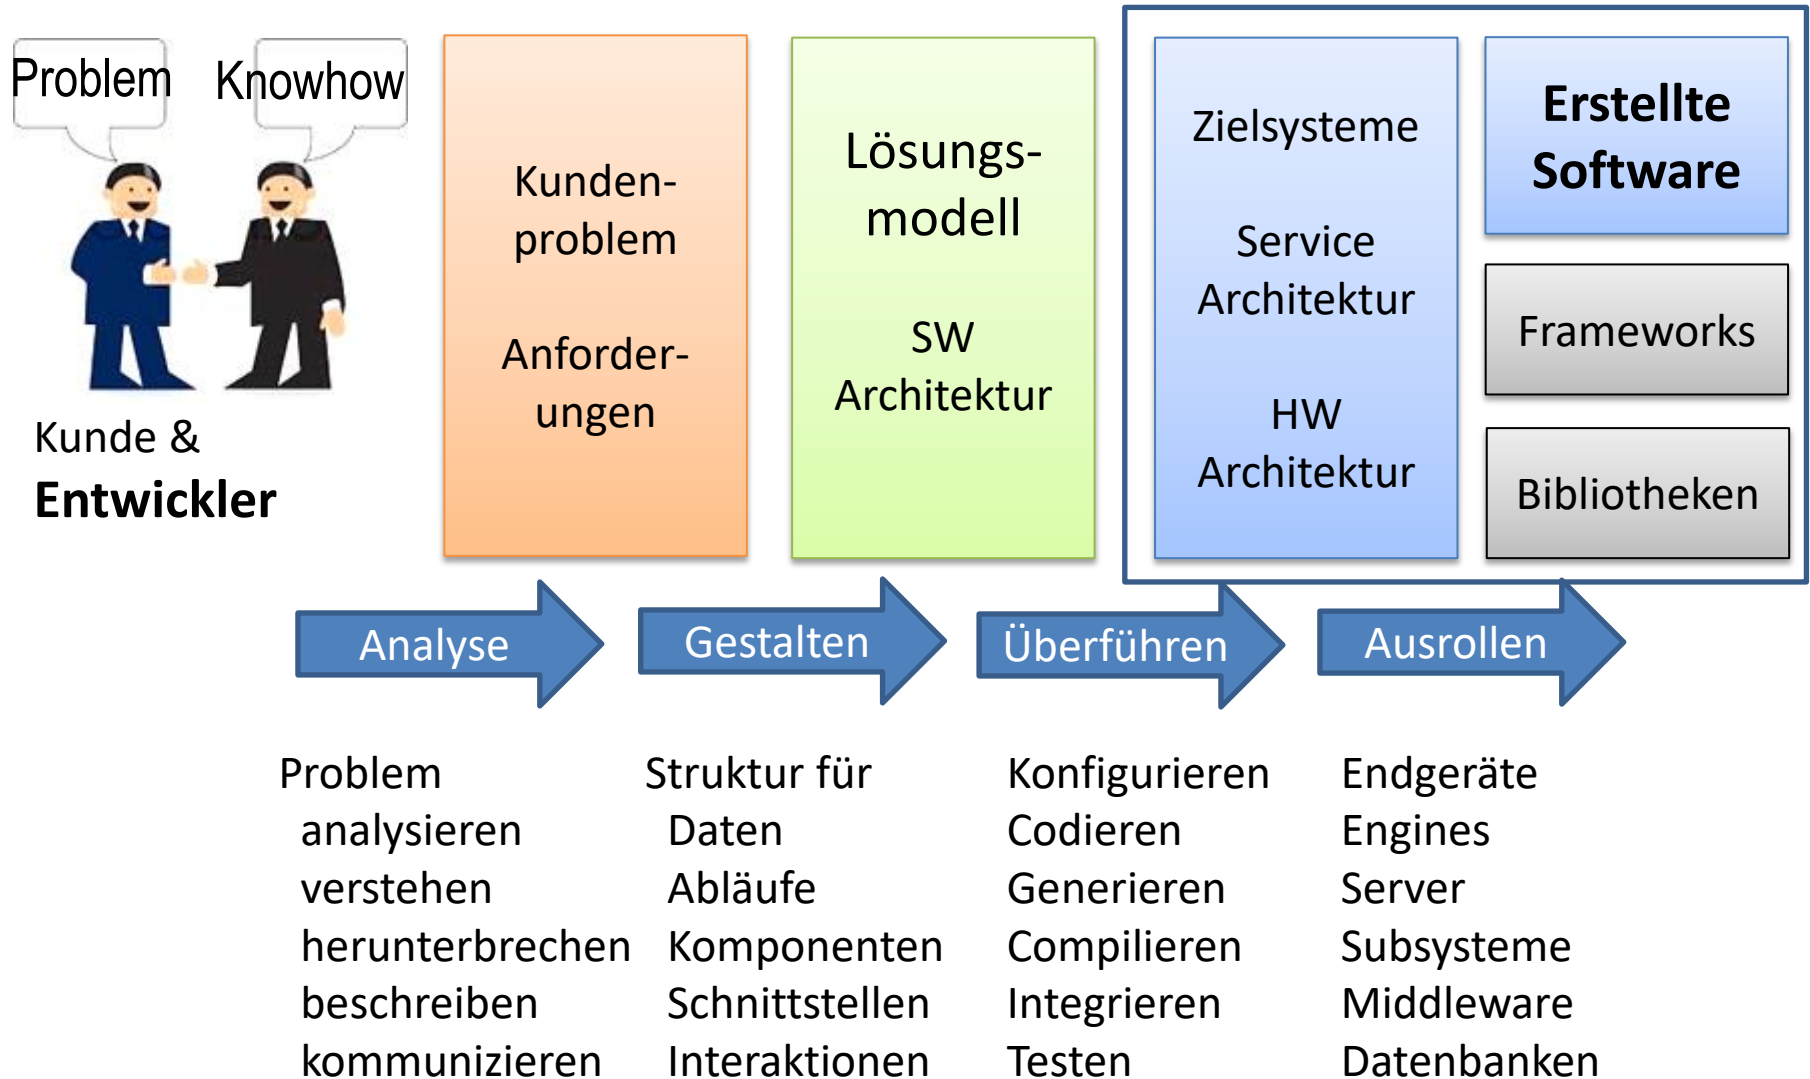 Problem
Knowhow
Kunde &
Entwickler
Kunden-
problem
Anforder-
ungen
Lösungs-
modell
SW
Architektur
Zielsysteme
Service
Architektur
HW
Architektur
Erstellte
Software
Frameworks
Bibliotheken
Analyse
Gestalten
Überführen
Ausrollen
Problem
analysieren
verstehen
herunterbrechen
beschreiben
kommunizieren
Struktur für
Daten
Abläufe
Komponenten
Schnittstellen
Interaktionen
Konfigurieren
Codieren
Generieren
Compilieren
Integrieren
Testen
Endgeräte
Engines
Server
Subsysteme
Middleware
Datenbanken